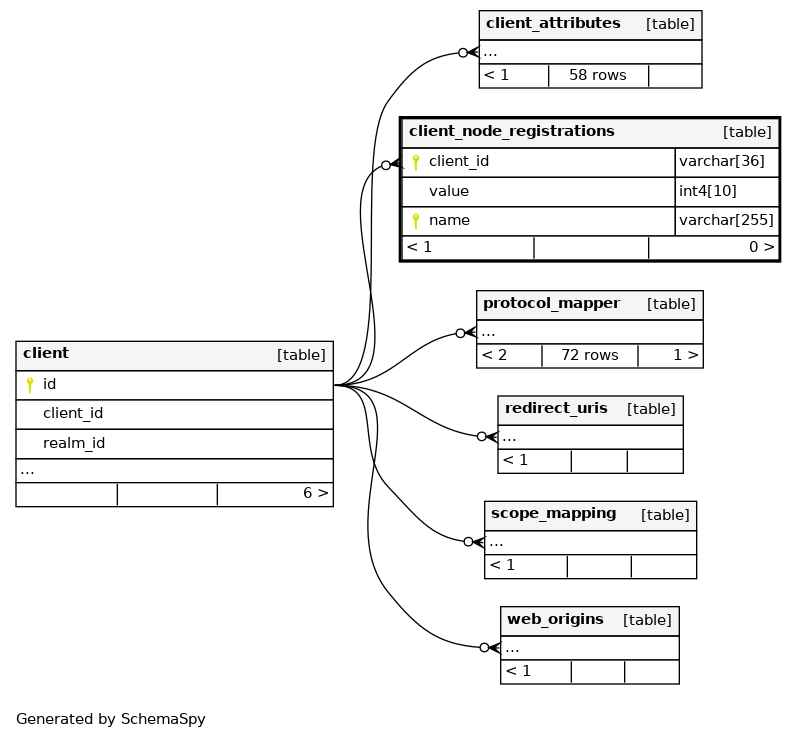 client_attributes [table]
...
< 1 58 rows
client_node_registrations [table]
client_id varchar[36]
value int4[10]
name varchar[255]
< 1 0 >
protocol_mapper [table]
...
< 2 72 rows 1 >
client [table]
id
client_id
realm_id
...
6 >
redirect_uris [table]
...
< 1
scope_mapping [table]
...
< 1
web_origins [table]
...
< 1
Generated by SchemaSpy